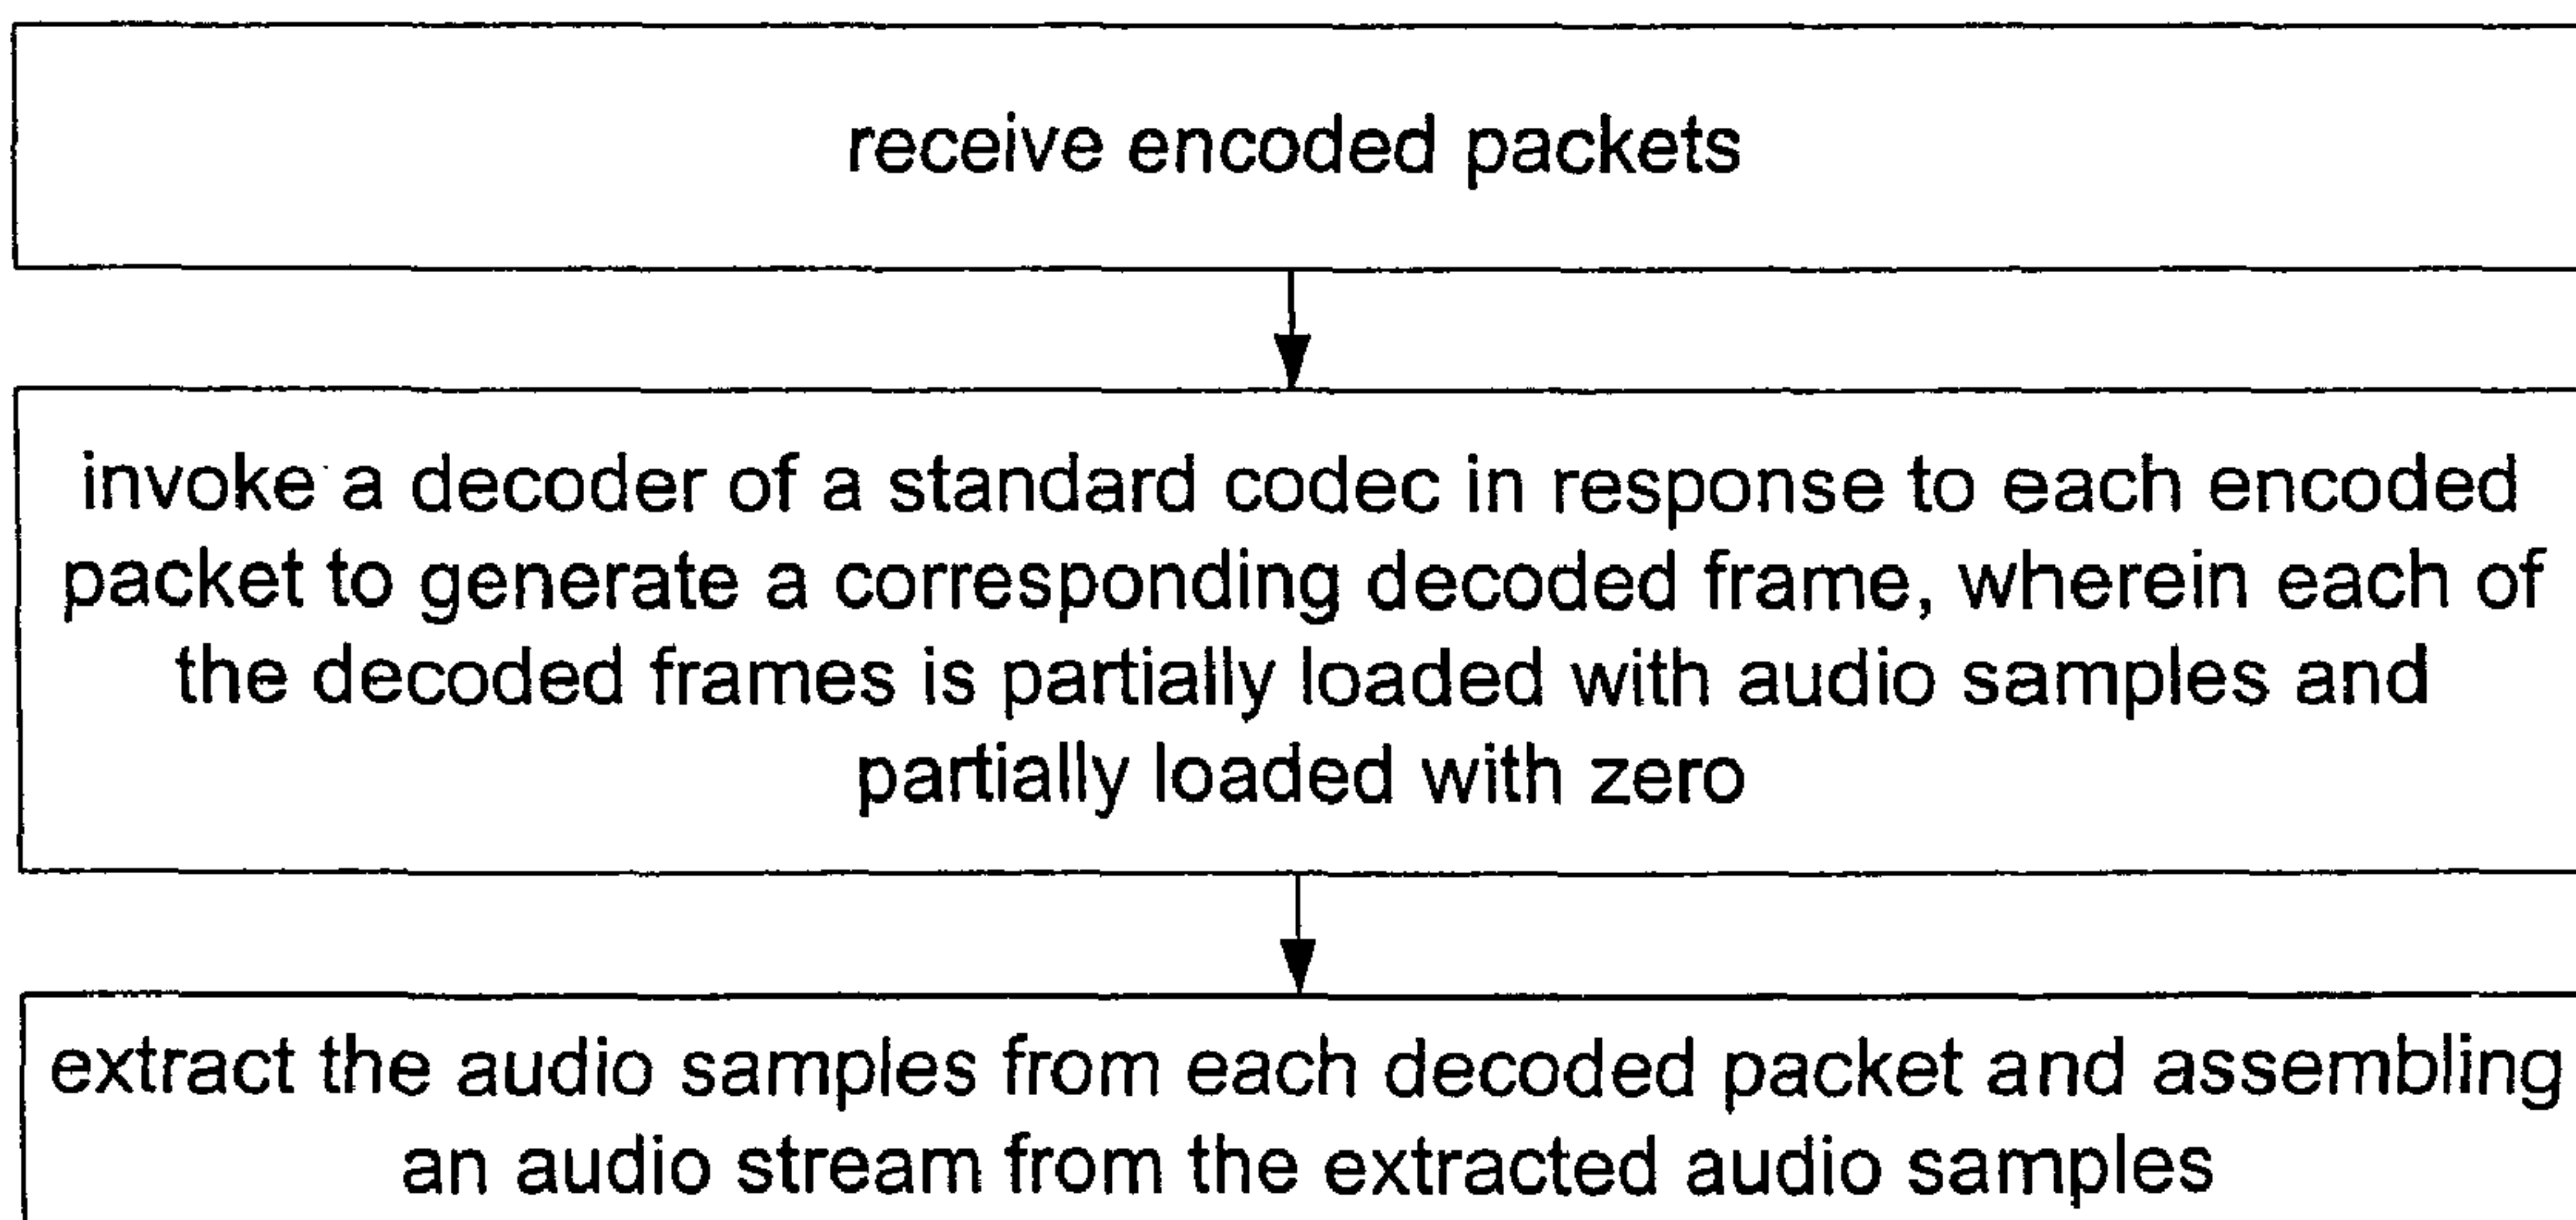 receive encoded packets
invoke a decoder of a standard codec in response to each encoded
packet to generate a corresponding decoded frame, wherein each of
the decoded frames is partially loaded with audio samples and
partially loaded with zero
extract the audio samples from each decoded packet and assembling
an audio stream from the extracted audio samples